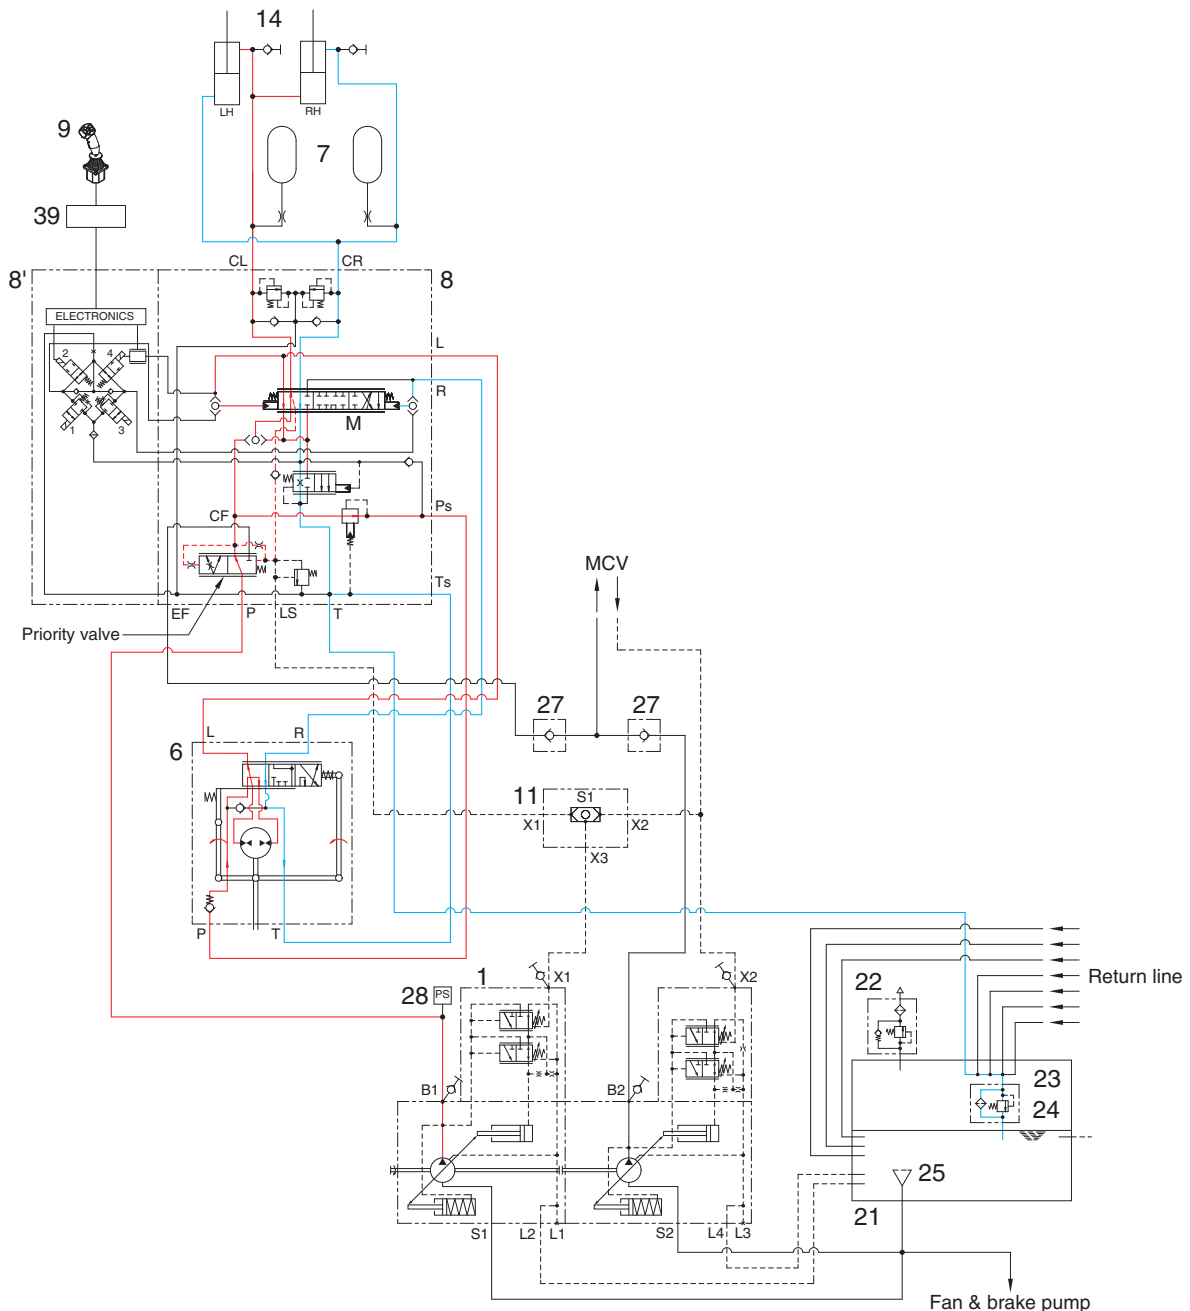 14
LH
RH
9
7
39
CL
CR
8'
8
ELECTRONICS
L
2
4
R
M
1
3
CF
Ps
MCV
Ts
EF
P
LS
T
Priority valve
27
27
L
R
6
11
S1
X1
X2
X3
P
T
1
X1
X2
28
PS
22
Return line
B1
B2
23
24
25
S1
L2
L1
S2
L4
L3
21
Fan & brake pump